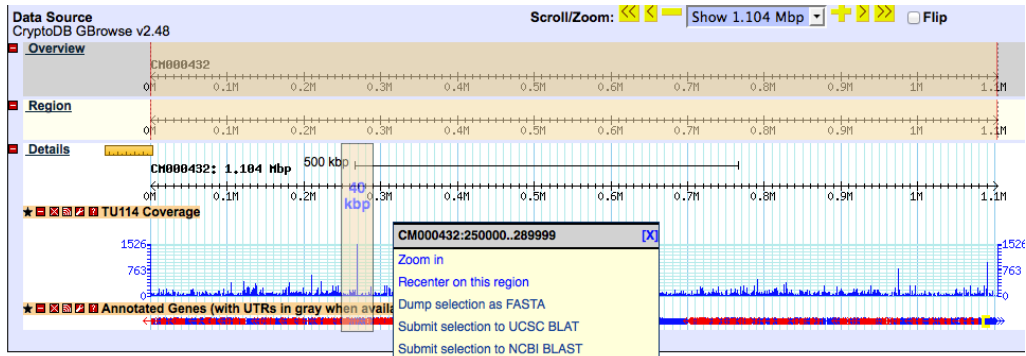 Data Source
CryptoDB GBrowse v2.48
Scroll/Zoom: Show 1.104 Mbp Flip
Overview
CM000432
0M 0.1M 0.2M 0.3M 0.4M 0.5M 0.6M 0.7M 0.8M 0.9M 1M 1.1M
Region
0M 0.1M 0.2M 0.3M 0.4M 0.5M 0.6M 0.7M 0.8M 0.9M 1M 1.1M
Details
500 kbp
CM000432: 1.104 Mbp
0M 0.1M 0.2M 0.3M 0.4M 0.5M 0.6M 0.7M 0.8M 0.9M 1M 1.1M
40
kbp
TU114 Coverage
CM000432:250000..289999 [X]
1526 1526
Zoom in
763 763
Recenter on this region
0 0
Dump selection as FASTA
Annotated Genes (with UTRs in gray when availa
Submit selection to UCSC BLAT
Submit selection to NCBI BLAST